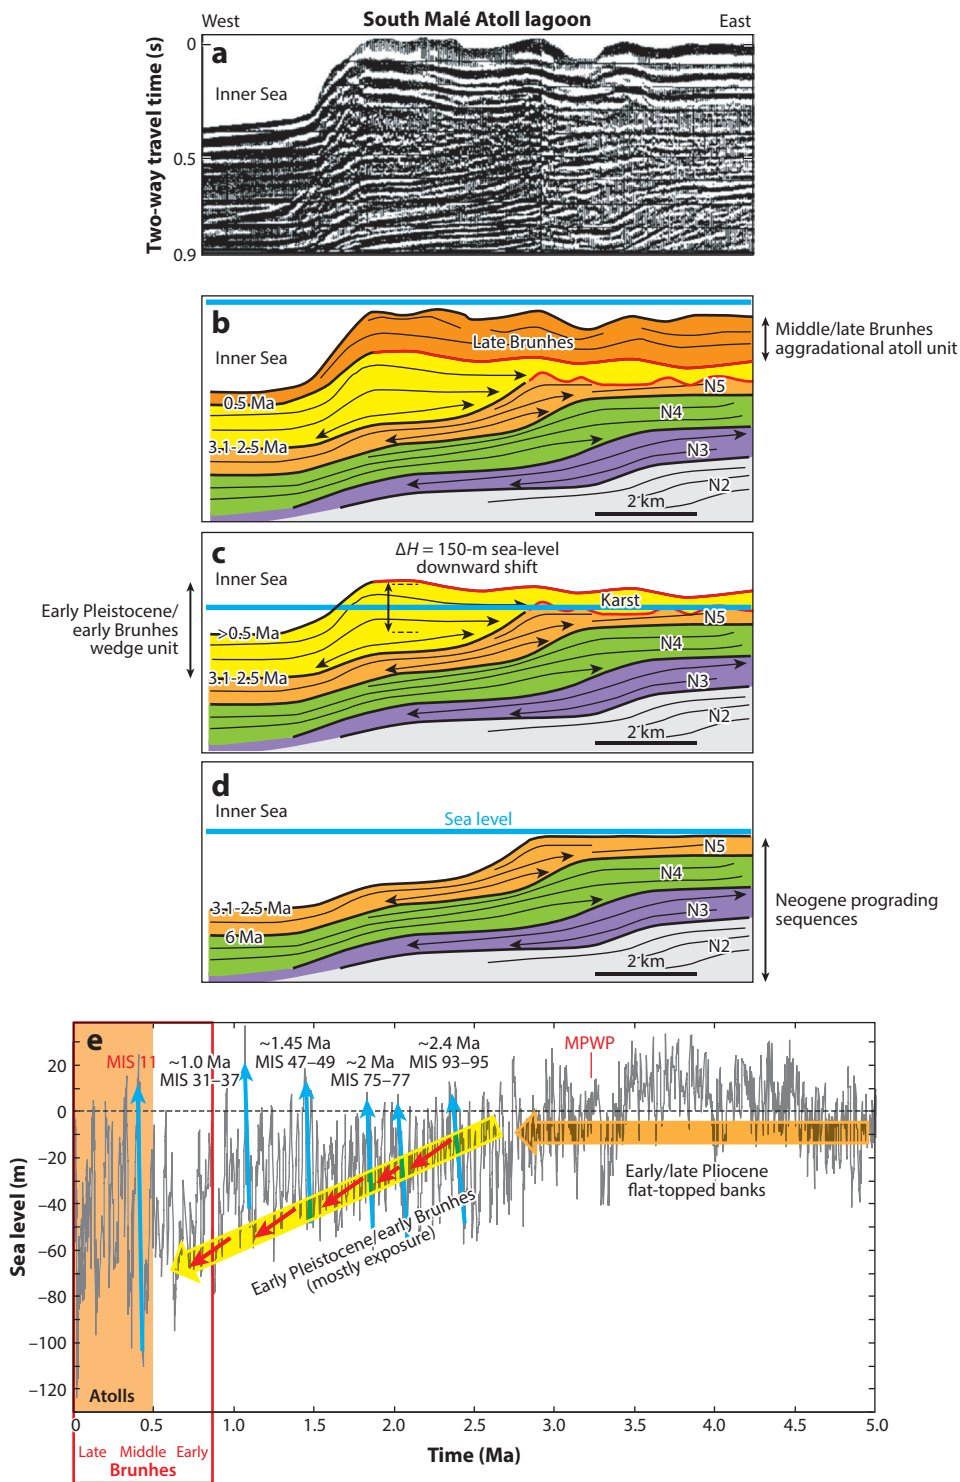 South Malé Atoll lagoon
West
East
a
Inner Sea
Two-way travel time (s)
0
0.5
0.9
b
Inner Sea
Late Brunhes
Middle/late Brunhes
aggradational atoll unit
0.5 Ma
3.1-2.5 Ma
N5
N4
N3
N2
2 km
c
Inner Sea
ΔH = 150-m sea-level
downward shift
Karst
Early Pleistocene/
early Brunhes
wedge unit
>0.5 Ma
3.1-2.5 Ma
N5
N4
N3
N2
2 km
d
Inner Sea
Sea level
3.1-2.5 Ma
6 Ma
N5
N4
N3
N2
2 km
Neogene prograding
sequences
e
MIS 11
~1.0 Ma
MIS 31–37
~1.45 Ma
MIS 47–49
~2 Ma
MIS 75–77
~2.4 Ma
MIS 93–95
MPWP
Early/late Pliocene
flat-topped banks
Early Pleistocene/early Brunhes
(mostly exposure)
Atolls
Sea level (m)
20
0
–20
–40
–60
–80
–100
–120
0
0.5
1.0
1.5
2.0
2.5
3.0
3.5
4.0
4.5
5.0
Time (Ma)
Late
Middle
Early
Brunhes